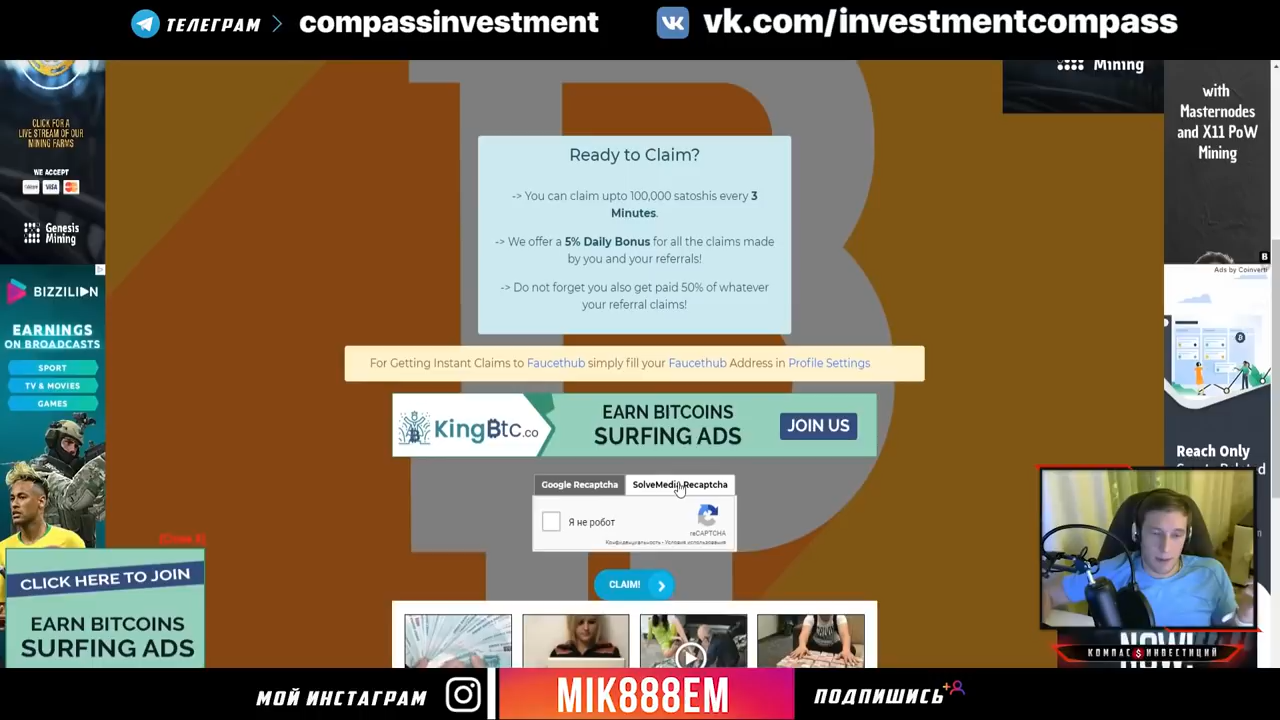 ТЕЛЕГРАМ > compassinvestment
vk.com/investmentcompass
CLICK FOR A
LIVE STREAM OF OUR
MINING FARMS
WE ACCEPT
VISA
Genesis
Mining
BIZZILION
EARNINGS
ON BROADCASTS
SPORT
TV & MOVIES
GAMES
CLICK HERE TO JOIN
EARN BITCOINS
SURFING ADS
Ready to Claim?
-> You can claim upto 100,000 satoshis every 3
Minutes.
-> We offer a 5% Daily Bonus for all the claims made
by you and your referrals!
-> Do not forget you also get paid 50% of whatever
your referral claims!
For Getting Instant Claims to Faucethub simply fill your Faucethub Address in Profile Settings
KingBtc.co
EARN BITCOINS
SURFING ADS
JOIN US
Google Recaptcha
SolveMedia Recaptcha
Я не робот
reCAPTCHA
Конфиденциальность - Условия использования
CLAIM!
Mining
with
Masternodes
and X11 PoW
Mining
Ads by Coinverti
Reach Only
NOW!
КОМПАС ИНВЕСТИЦИЙ
МОЙ ИНСТАГРАМ
MIK888EM
ПОДПИШИСЬ